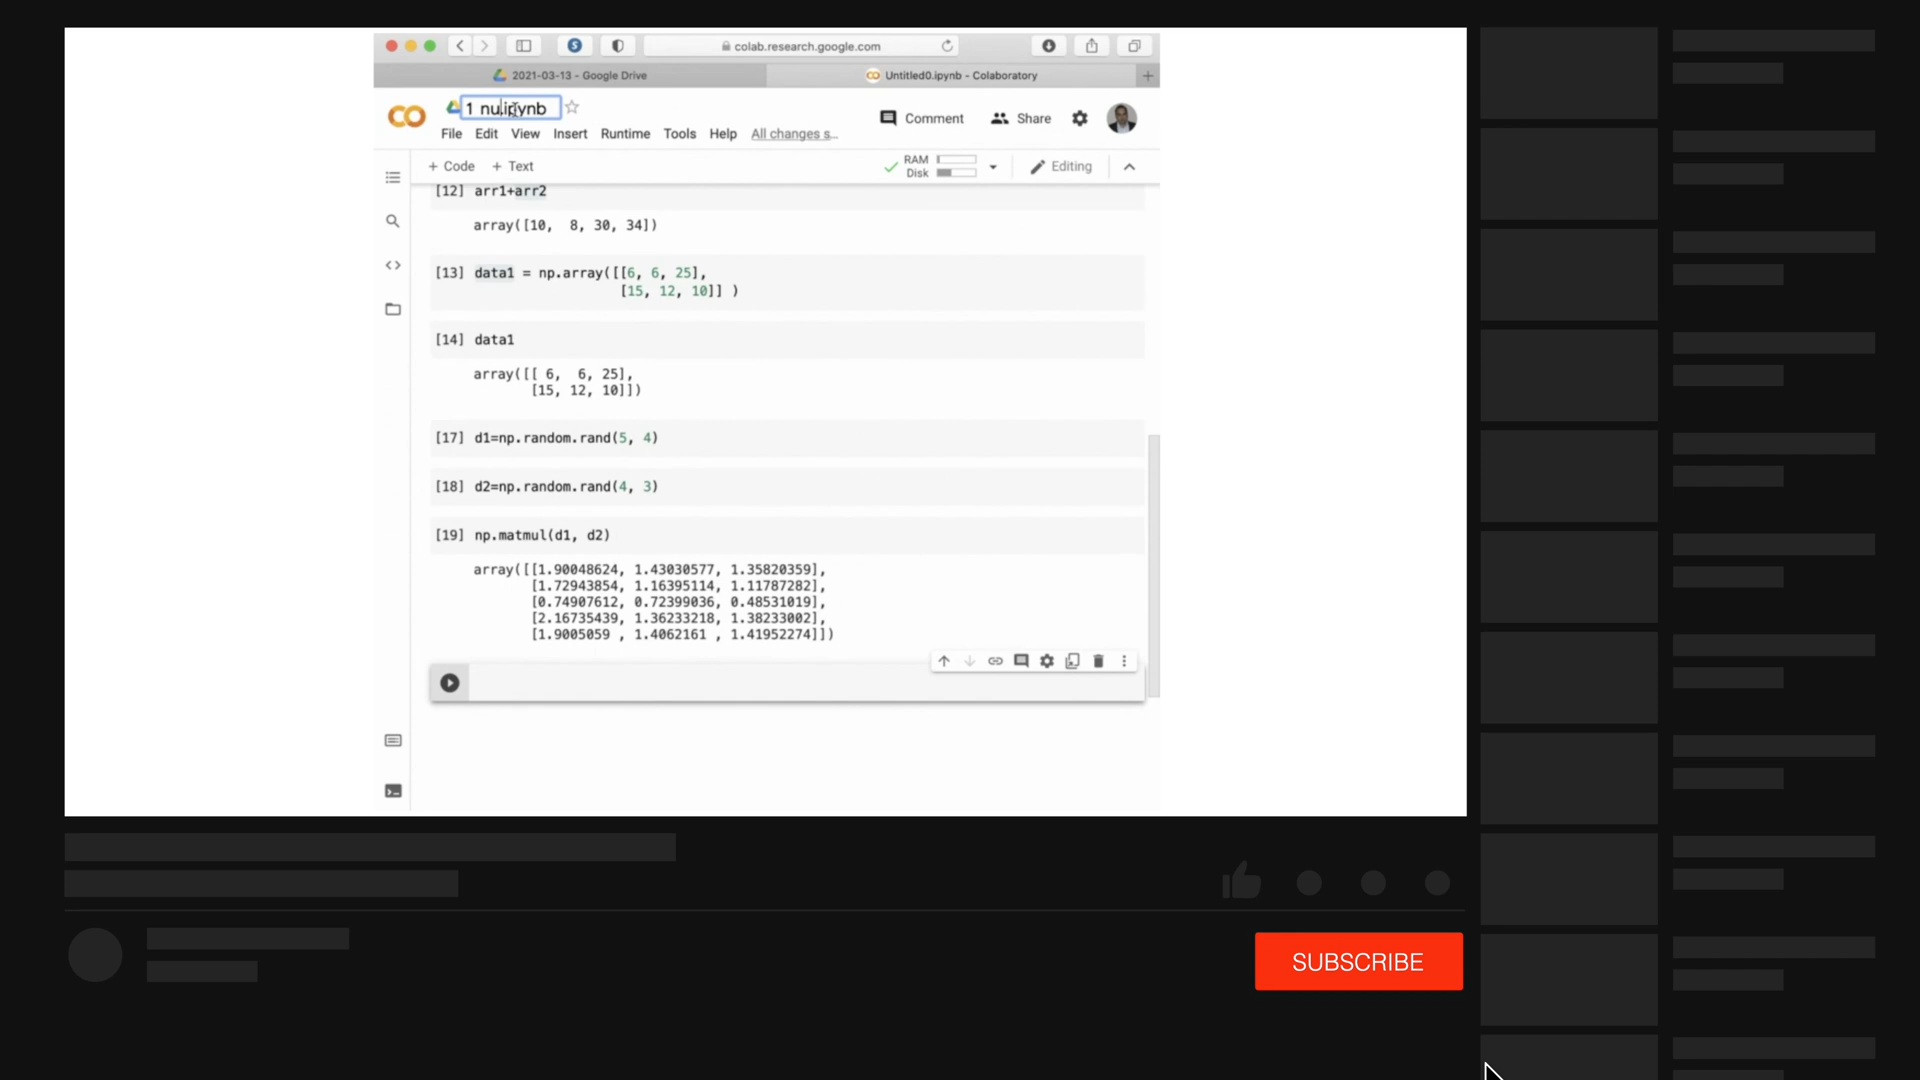 colab.research.google.com
2021-03-13 - Google Drive
Untitled0.ipynb - Colaboratory
CO
1 nu.ipynb
Comment
Share
File Edit View Insert Runtime Tools Help All changes s...
+ Code + Text
RAM
Disk
Editing
[12] arr1+arr2
array([10,  8, 30, 34])
[13] data1 = np.array([[6, 6, 25],
[15, 12, 10]] )
[14] data1
array([[ 6,  6, 25],
[15, 12, 10]])
[17] d1=np.random.rand(5, 4)
[18] d2=np.random.rand(4, 3)
[19] np.matmul(d1, d2)
array([[1.90048624, 1.43030577, 1.35820359],
[1.72943854, 1.16395114, 1.11787282],
[0.74907612, 0.72399036, 0.48531019],
[2.16735439, 1.36233218, 1.38233002],
[1.9005059 , 1.4062161 , 1.41952274]])
SUBSCRIBE